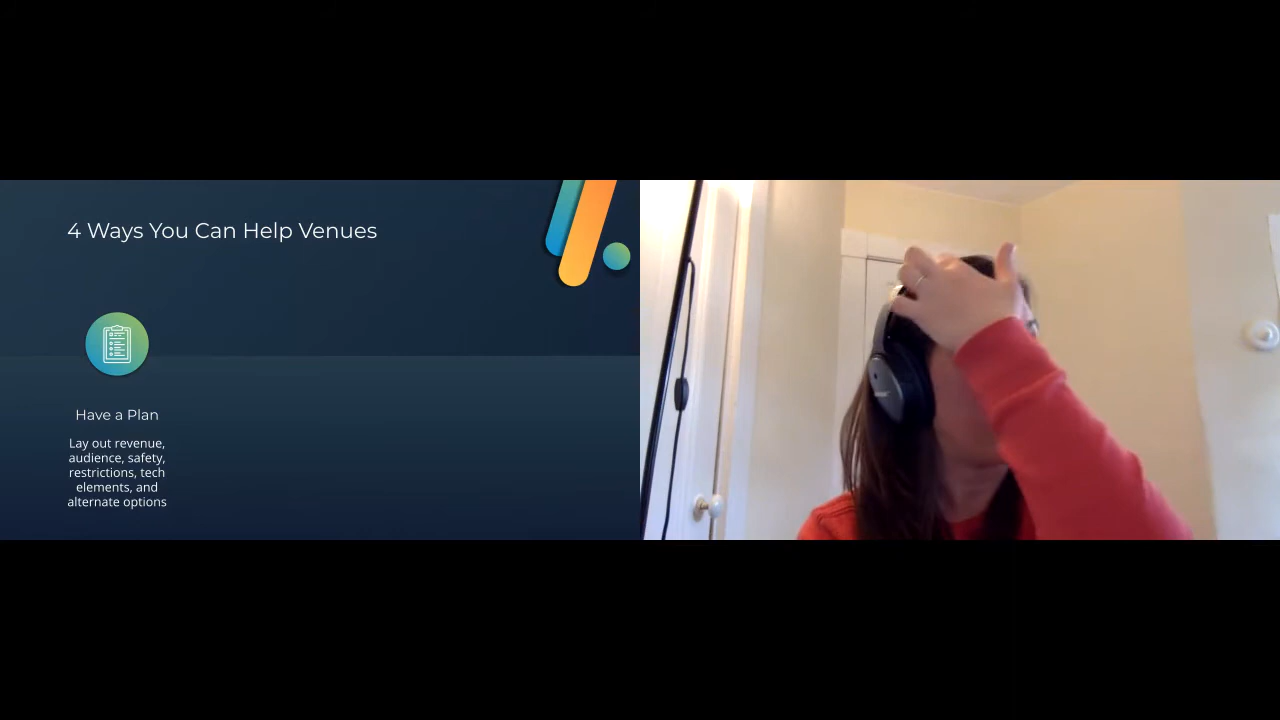 4 Ways You Can Help Venues
Have a Plan
Lay out revenue,
audience, safety,
restrictions, tech
elements, and
alternate options